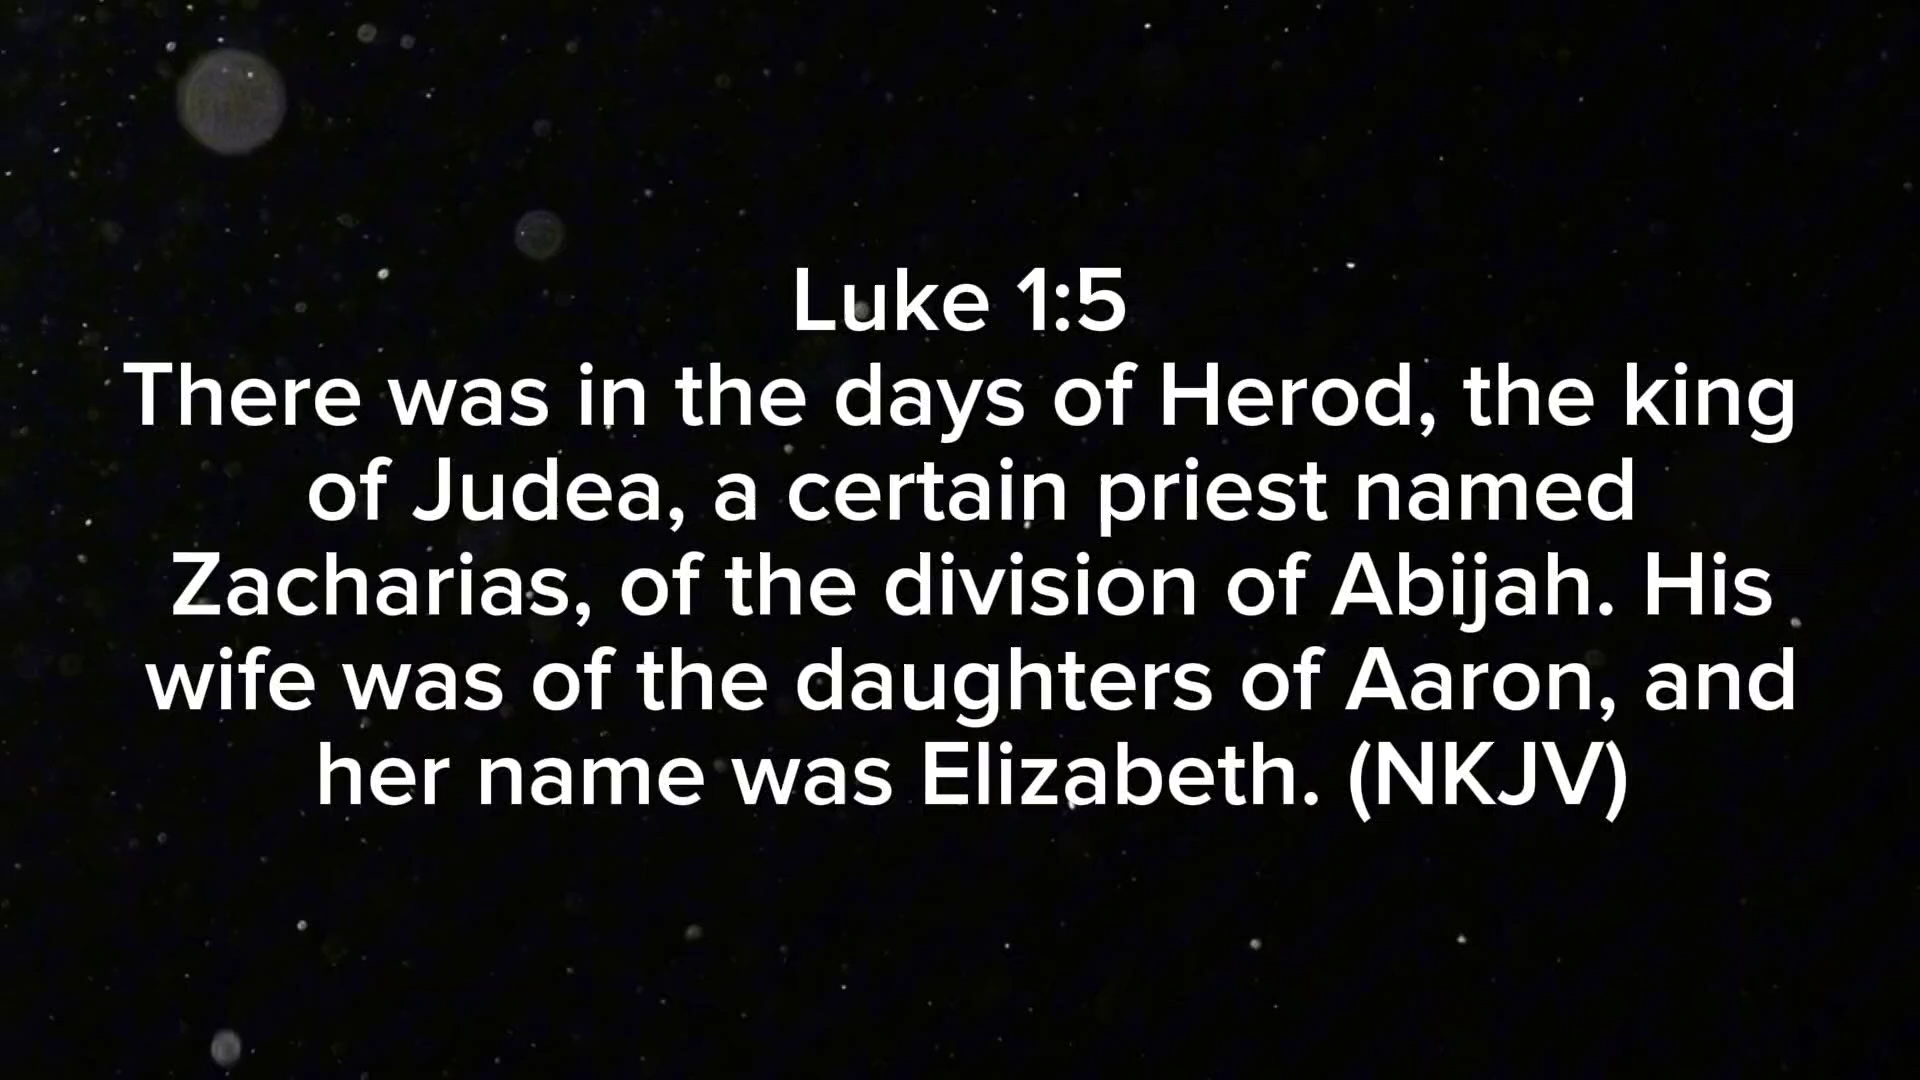 Luke 1:5
There was in the days of Herod, the king
of Judea, a certain priest named
Zacharias, of the division of Abijah. His
wife was of the daughters of Aaron, and
her name was Elizabeth. (NKJV)